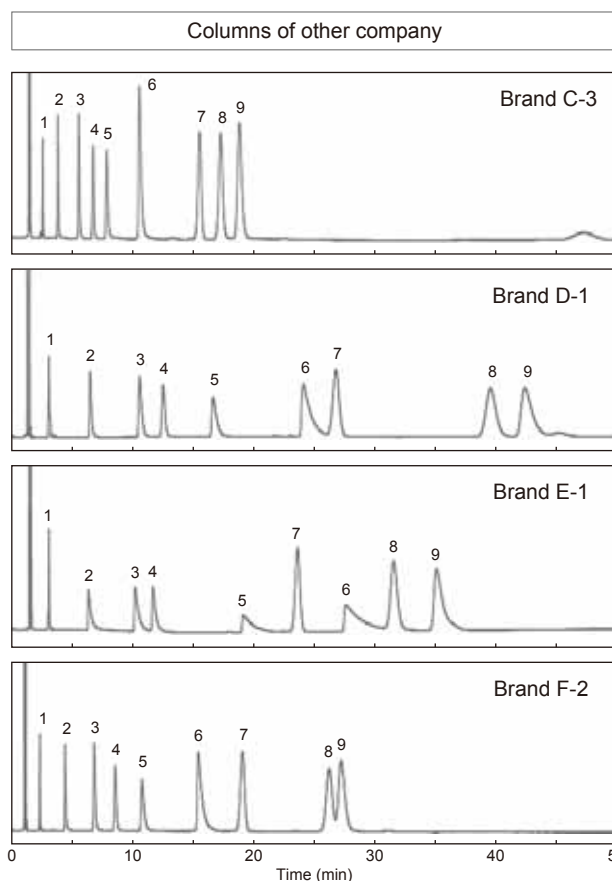 Columns of other company
Brand C-3
1 2 3 4 5 6 7 8 9
Brand D-1
1 2 3 4 5 6 7 8 9
Brand E-1
1 2 3 4 5 7 6 8 9
Brand F-2
1 2 3 4 5 6 7 8 9
0 10 20 30 40
Time (min)